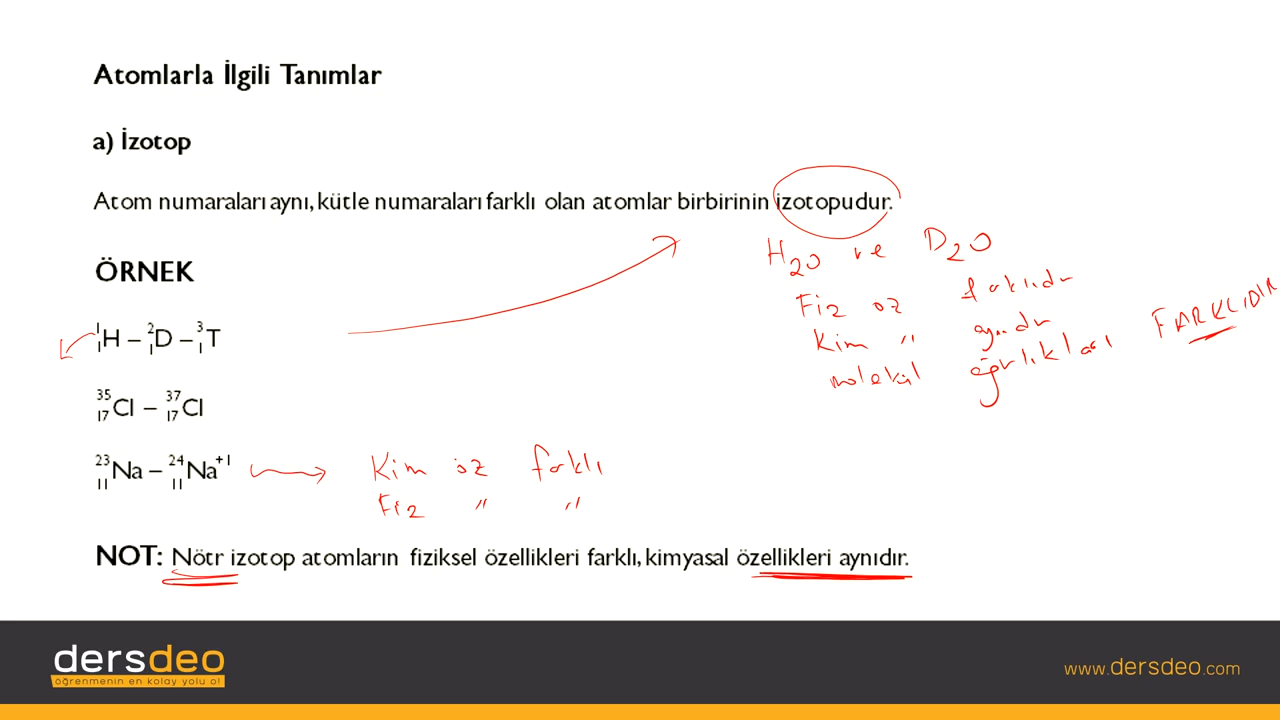 Atomlarla İlgili Tanımlar
a) İzotop
Atom numaraları aynı, kütle numaraları farklı olan atomlar birbirinin izotopudur.
H₂O ve D₂O
Fiz öz farklıdır
Kim " aynıdır
molekül ağırlıkları FARKLIDIR
ÖRNEK
¹₁H – ²₁D – ³₁T
³⁵₁₇Cl – ³⁷₁₇Cl
²³₁₁Na – ²⁴₁₁Na⁺¹
Kim öz farklı
Fiz " "
NOT: Nötr izotop atomların fiziksel özellikleri farklı, kimyasal özellikleri aynıdır.
dersdeo
öğrenmenin en kolay yolu o!
www.dersdeo.com